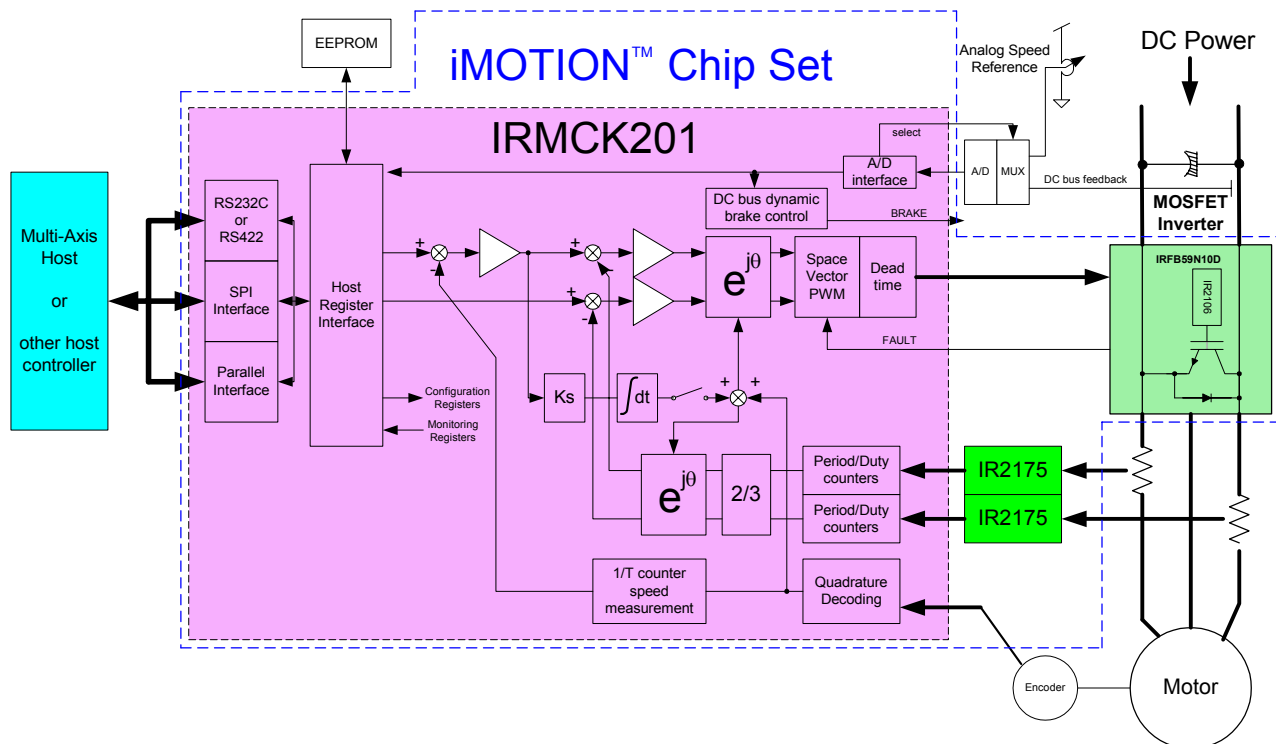 EEPROM
iMOTION™ Chip Set
Analog Speed
Reference
DC Power
IRMCK201
select
A/D
interface
A/D
MUX
DC bus feedback
DC bus dynamic
brake control
BRAKE
MOSFET
Inverter
Multi-Axis
Host
or
other host
controller
RS232C
or
RS422
SPI
Interface
Parallel
Interface
Host
Register
Interface
+
-
+
-
+
-
e^jθ
Space
Vector
PWM
Dead
time
IRFB59N10D
IR2106
FAULT
Configuration
Registers
Monitoring
Registers
Ks
∫dt
+
+
+
e^jθ
2/3
Period/Duty
counters
Period/Duty
counters
IR2175
IR2175
1/T counter
speed
measurement
Quadrature
Decoding
Encoder
Motor